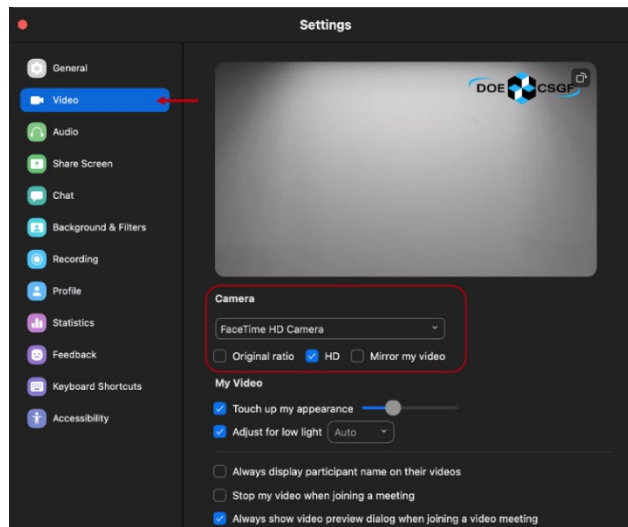 Settings
General
Video
Audio
Share Screen
Chat
Background & Filters
Recording
Profile
Statistics
Feedback
Keyboard Shortcuts
Accessibility
DOE CSGF
Camera
FaceTime HD Camera
Original ratio HD Mirror my video
My Video
Touch up my appearance
Adjust for low light Auto
Always display participant name on their videos
Stop my video when joining a meeting
Always show video preview dialog when joining a video meeting